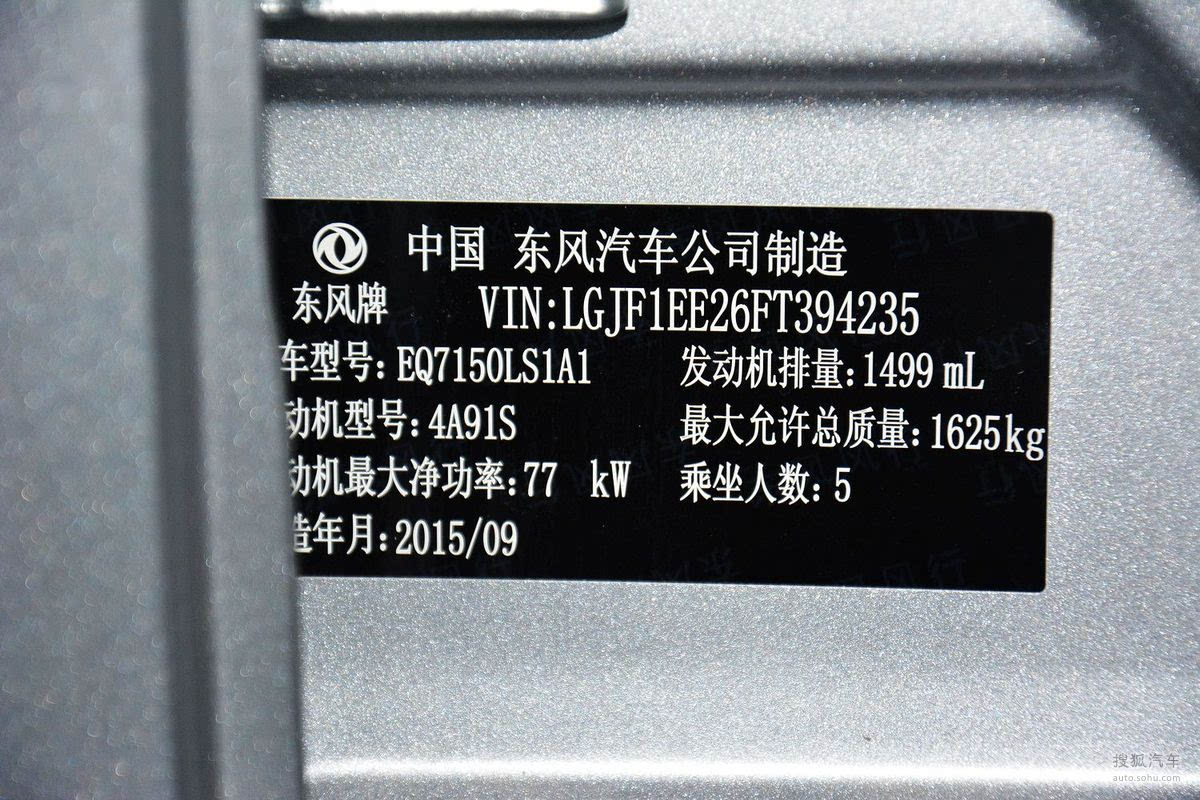 中国 东风汽车公司制造
东风牌 VIN:LGJF1EE26FT394235
车型号:EQ7150LS1A1 发动机排量:1499 mL
动机型号:4A91S 最大允许总质量:1625kg
动机最大净功率:77 kW 乘坐人数:5
造年月:2015/09
搜狐汽车
auto.sohu.com